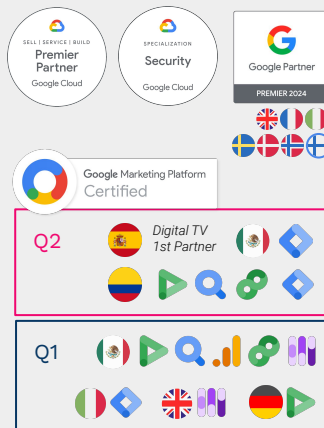 SELL | SERVICE | BUILD
Premier
Partner
Google Cloud
SPECIALIZATION
Security
Google Cloud
Google Partner
PREMIER 2024
Google Marketing Platform
Certified
Q2
Digital TV
1st Partner
Q1